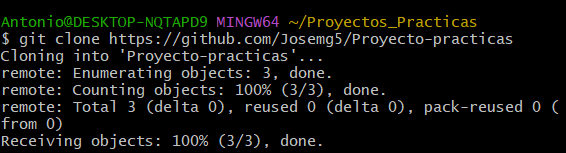 Antonio@DESKTOP-NQTAPD9 MINGW64 ~/Proyectos_Practicas
$ git clone https://github.com/Josemg5/Proyecto-practicas
Cloning into 'Proyecto-practicas'...
remote: Enumerating objects: 3, done.
remote: Counting objects: 100% (3/3), done.
remote: Total 3 (delta 0), reused 0 (delta 0), pack-reused 0 (
from 0)
Receiving objects: 100% (3/3), done.